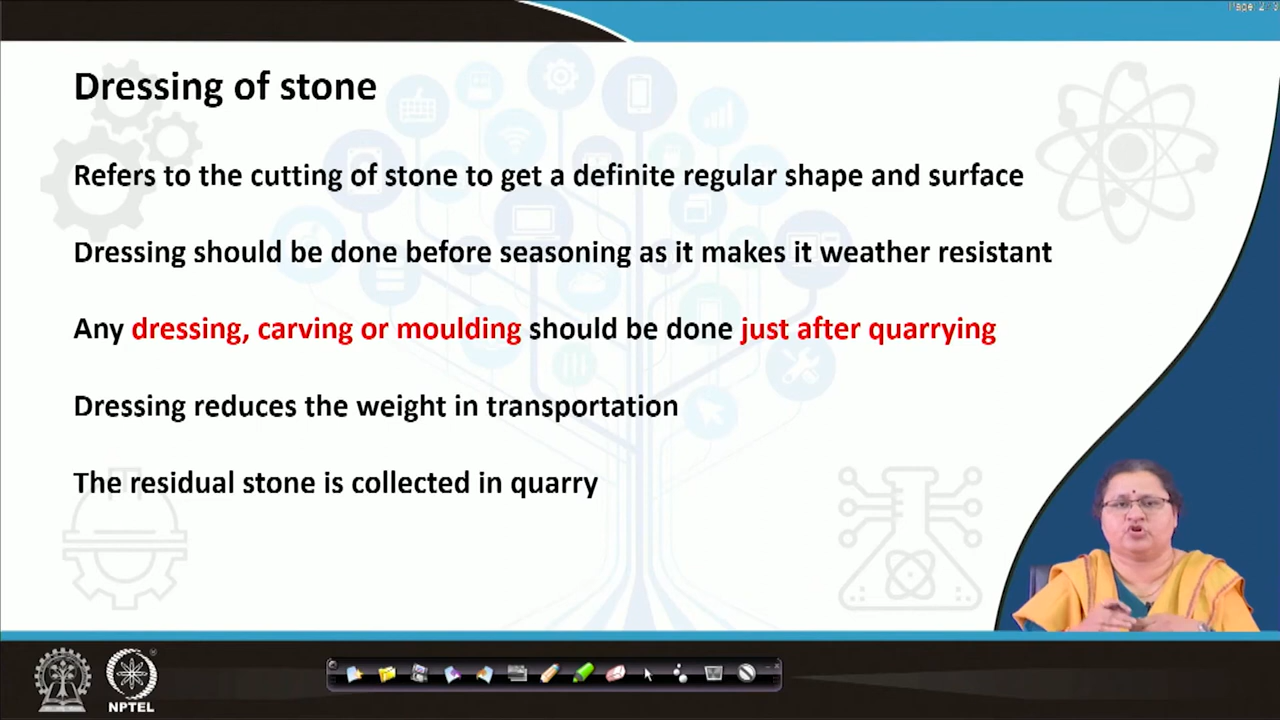 Dressing of stone
Refers to the cutting of stone to get a definite regular shape and surface
Dressing should be done before seasoning as it makes it weather resistant
Any dressing, carving or moulding should be done just after quarrying
Dressing reduces the weight in transportation
The residual stone is collected in quarry
NPTEL